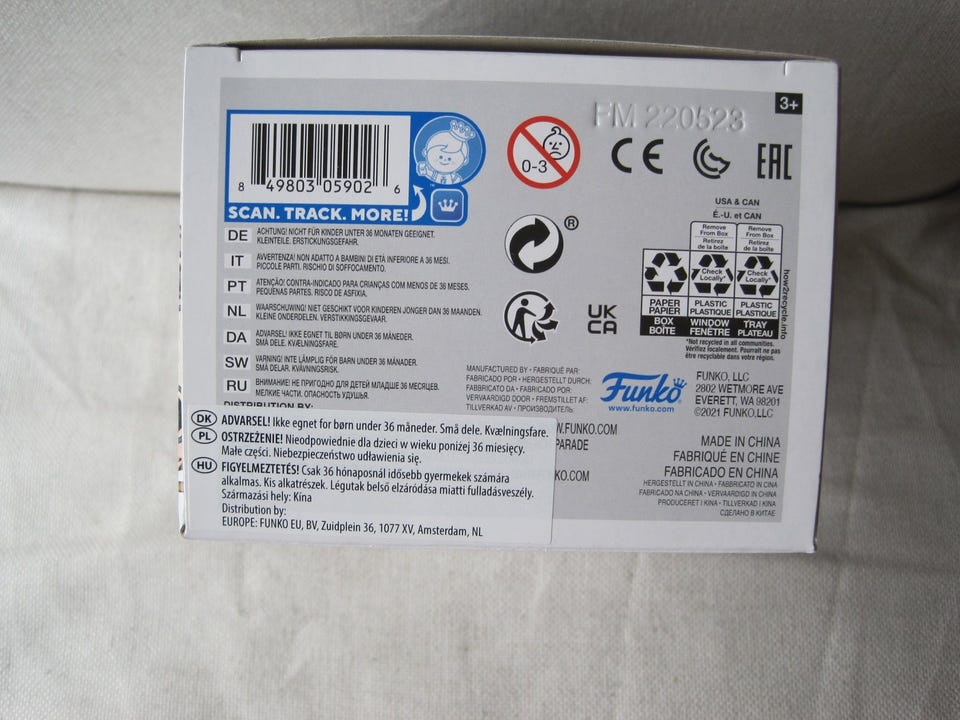 FM 220523
3+
8 49803 05902 6
SCAN. TRACK. MORE!
0-3
CE
EAC
®
UK
CA
DE ACHTUNG! NICHT FÜR KINDER UNTER 36 MONATEN GEEIGNET.
KLEINTEILE. ERSTICKUNGSGEFAHR.
IT AVVERTENZA! NON ADATTO A BAMBINI DI ETÀ INFERIORE A 36 MESI.
PICCOLE PARTI. RISCHIO DI SOFFOCAMENTO.
PT ATENÇÃO! CONTRA-INDICADO PARA CRIANÇAS COM MENOS DE 36 MESES.
PEQUENAS PARTES. RISCO DE ASFIXIA.
NL WAARSCHUWING! NIET GESCHIKT VOOR KINDEREN JONGER DAN 36 MAANDEN.
KLEINE ONDERDELEN. VERSTIKKINGSGEVAAR.
DA ADVARSEL! IKKE EGNET TIL BØRN UNDER 36 MÅNEDER.
SMÅ DELE. KVÆLNINGSFARE.
SW VARNING! INTE LÄMPLIG FÖR BARN UNDER 36 MÅNADER.
SMÅ DELAR. KVÄVNINGSRISK.
RU ВНИМАНИЕ! НЕ ПРИГОДНО ДЛЯ ДЕТЕЙ МЛАДШЕ 36 МЕСЯЦЕВ.
МЕЛКИЕ ЧАСТИ. ОПАСНОСТЬ УДУШЬЯ.
DISTRIBUTION BY:
USA & CAN
É.-U. et CAN
Remove From Box
Retirez de la boîte
Remove From Box
Retirez de la boîte
Check Locally*
Check Locally*
PAPER PAPIER
PLASTIC PLASTIQUE
PLASTIC PLASTIQUE
BOX BOÎTE
WINDOW FENÊTRE
TRAY PLATEAU
how2recycle.info
*Not recycled in all communities.
Vérifiez localement. Pourrait ne pas
être recyclable dans votre région.
MANUFACTURED BY • FABRIQUÉ PAR:
FABRICADO POR • HERGESTELLT DURCH:
FABBRICATO DA • FABRICADO POR:
VERVAARDIGD DOOR • FREMSTILLET AF:
TILLVERKAD AV • ПРОИЗВОДИТЕЛЬ:
Funko®
www.funko.com
FUNKO, LLC
2802 WETMORE AVE
EVERETT, WA 98201
©2021 FUNKO,LLC
W.FUNKO.COM
PARADE
KO.COM
MADE IN CHINA
FABRIQUÉ EN CHINE
FABRICADO EN CHINA
HERGESTELLT IN CHINA • FABBRICATO IN CINA
FABRICADO NA CHINA • VERVAARDIGD IN CHINA
PRODUCERET I KINA • TILLVERKAD I KINA
СДЕЛАНО В КИТАЕ
DK ADVARSEL! Ikke egnet for børn under 36 måneder. Små dele. Kvælningsfare.
PL OSTRZEŻENIE! Nieodpowiednie dla dzieci w wieku poniżej 36 miesięcy.
Małe części. Niebezpieczeństwo udławienia się.
HU FIGYELMEZTETÉS! Csak 36 hónaposnál idősebb gyermekek számára
alkalmas. Kis alkatrészek. Légutak belső elzáródása miatti fulladásveszély.
Származási hely: Kína
Distribution by:
EUROPE: FUNKO EU, BV, Zuidplein 36, 1077 XV, Amsterdam, NL